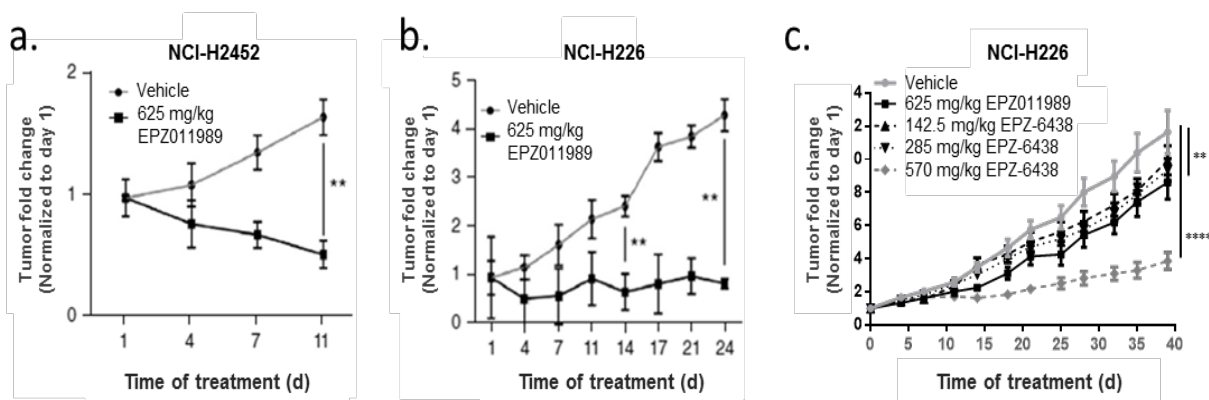 a.
NCI-H2452
Vehicle
625 mg/kg
EPZ011989
Tumor fold change
(Normalized to day 1)
2
1
0
**
1 4 7 11
Time of treatment (d)
b.
NCI-H226
Vehicle
625 mg/kg
EPZ011989
Tumor fold change
(Normalized to day 1)
5
4
3
2
1
0
**
**
1 4 7 11 14 17 21 24
Time of treatment (d)
c.
NCI-H226
Vehicle
625 mg/kg EPZ011989
142.5 mg/kg EPZ-6438
285 mg/kg EPZ-6438
570 mg/kg EPZ-6438
Tumor fold change
(Normalized to day 1)
4
2
0
8
6
4
2
0
**
****
0 5 10 15 20 25 30 35 40
Time of treatment (d)